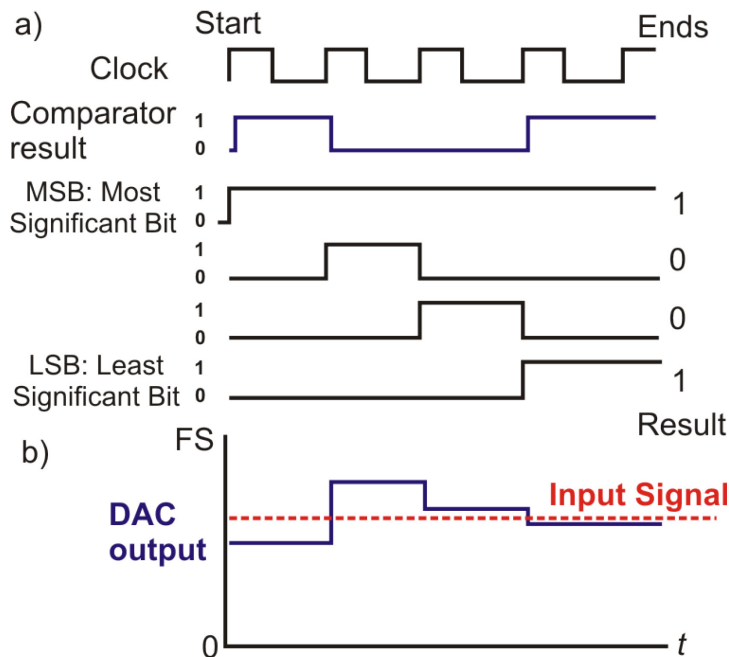 a)
Start
Ends
Clock
Comparator
result
1
0
MSB: Most
Significant Bit
1
0
1
1
0
0
1
0
0
LSB: Least
Significant Bit
1
0
1
Result
b)
FS
DAC
output
Input Signal
0
t